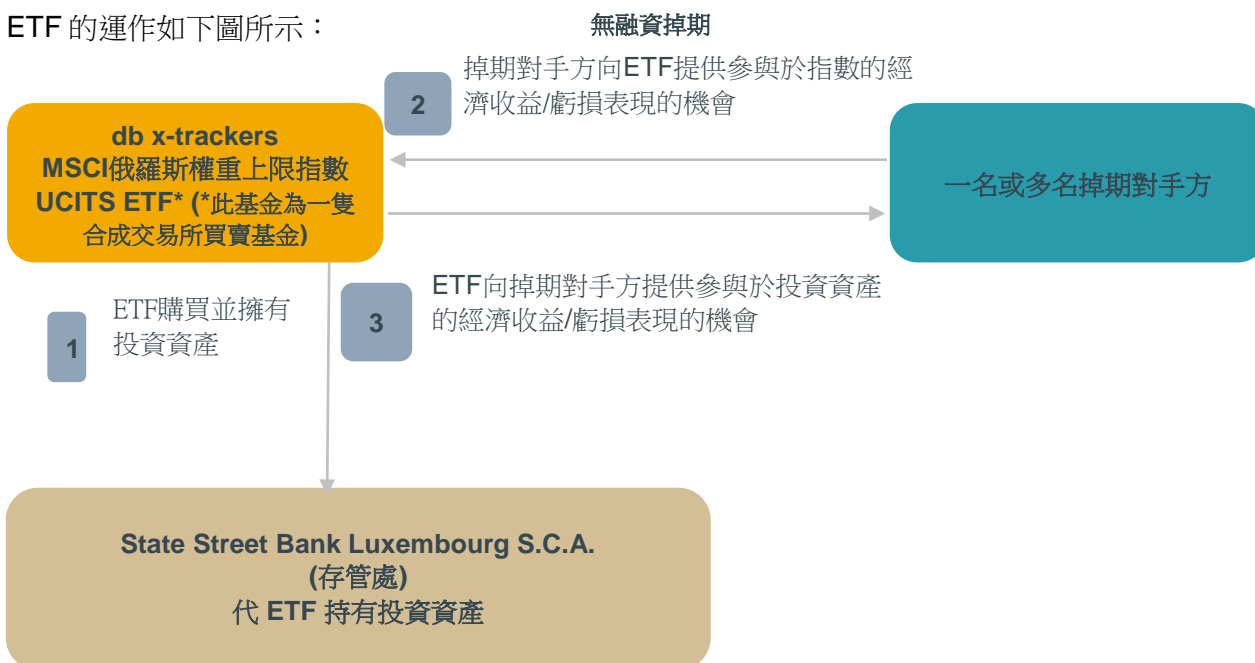 ETF 的運作如下圖所示：
無融資掉期
2
掉期對手方向ETF提供參與於指數的經
濟收益/虧損表現的機會
db x-trackers
MSCI俄羅斯權重上限指數
UCITS ETF* (*此基金為一隻
合成交易所買賣基金)
一名或多名掉期對手方
1
ETF購買並擁有
投資資產
3
ETF向掉期對手方提供參與於投資資產
的經濟收益/虧損表現的機會
State Street Bank Luxembourg S.C.A.
(存管處)
代 ETF 持有投資資產